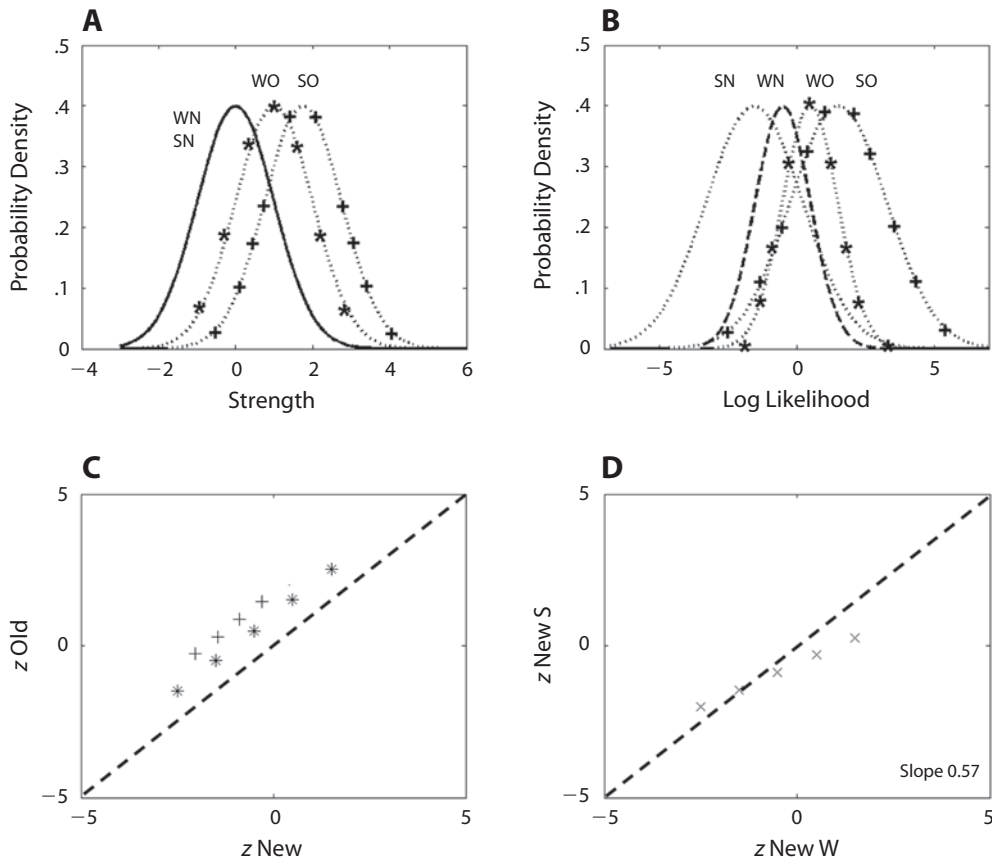 A
.5
.4
.3
.2
.1
0
WN
SN
WO SO
Probability Density
−4 −2 0 2 4 6
Strength
B
.5
.4
.3
.2
.1
0
SN WN WO SO
Probability Density
−5 0 5
Log Likelihood
C
5
0
−5
z Old
−5 0 5
z New
D
5
0
−5
z New S
Slope 0.57
−5 0 5
z New W